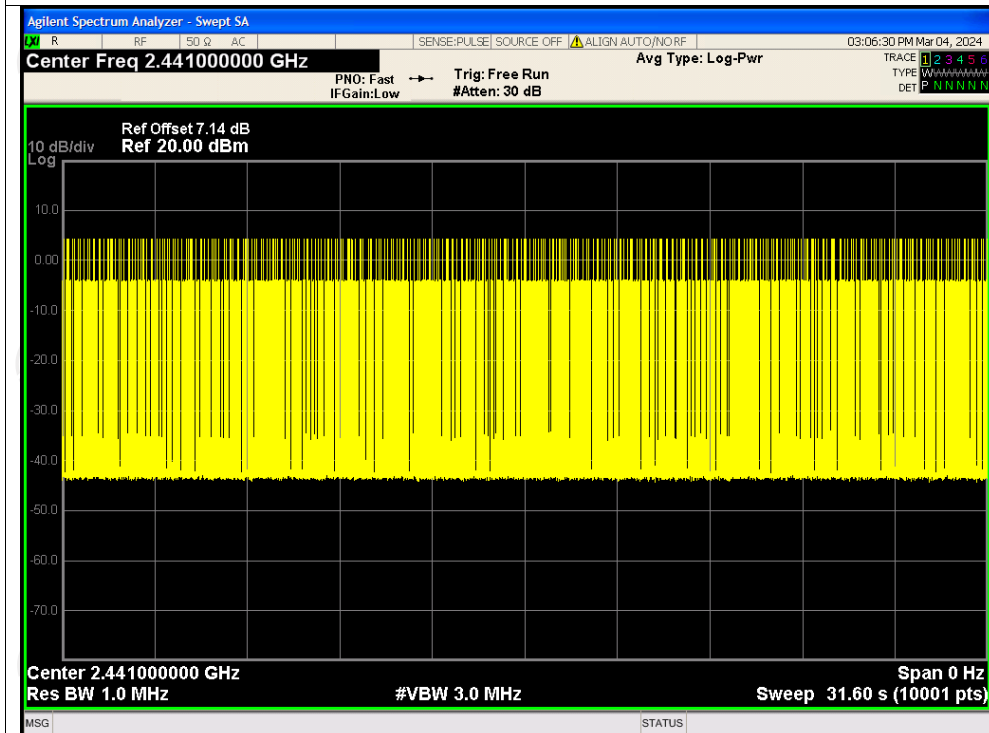 Agilent Spectrum Analyzer - Swept SA
LXI R RF 50 Ω AC SENSE:PULSE SOURCE OFF ALIGN AUTO/NO RF 03:06:30 PM Mar 04, 2024
Center Freq 2.441000000 GHz Avg Type: Log-Pwr TRACE 1 2 3 4 5 6
PNO: Fast Trig: Free Run TYPE W
IFGain:Low #Atten: 30 dB DET P N N N N N
Ref Offset 7.14 dB
10 dB/div Ref 20.00 dBm
Log
10.0
0.00
-10.0
-20.0
-30.0
-40.0
-50.0
-60.0
-70.0
Center 2.441000000 GHz Span 0 Hz
Res BW 1.0 MHz #VBW 3.0 MHz Sweep 31.60 s (10001 pts)
MSG STATUS